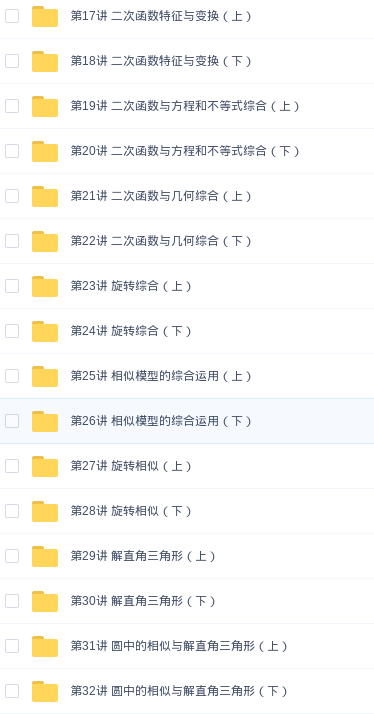 第17讲 二次函数特征与变换（上）
第18讲 二次函数特征与变换（下）
第19讲 二次函数与方程和不等式综合（上）
第20讲 二次函数与方程和不等式综合（下）
第21讲 二次函数与几何综合（上）
第22讲 二次函数与几何综合（下）
第23讲 旋转综合（上）
第24讲 旋转综合（下）
第25讲 相似模型的综合运用（上）
第26讲 相似模型的综合运用（下）
第27讲 旋转相似（上）
第28讲 旋转相似（下）
第29讲 解直角三角形（上）
第30讲 解直角三角形（下）
第31讲 圆中的相似与解直角三角形（上）
第32讲 圆中的相似与解直角三角形（下）